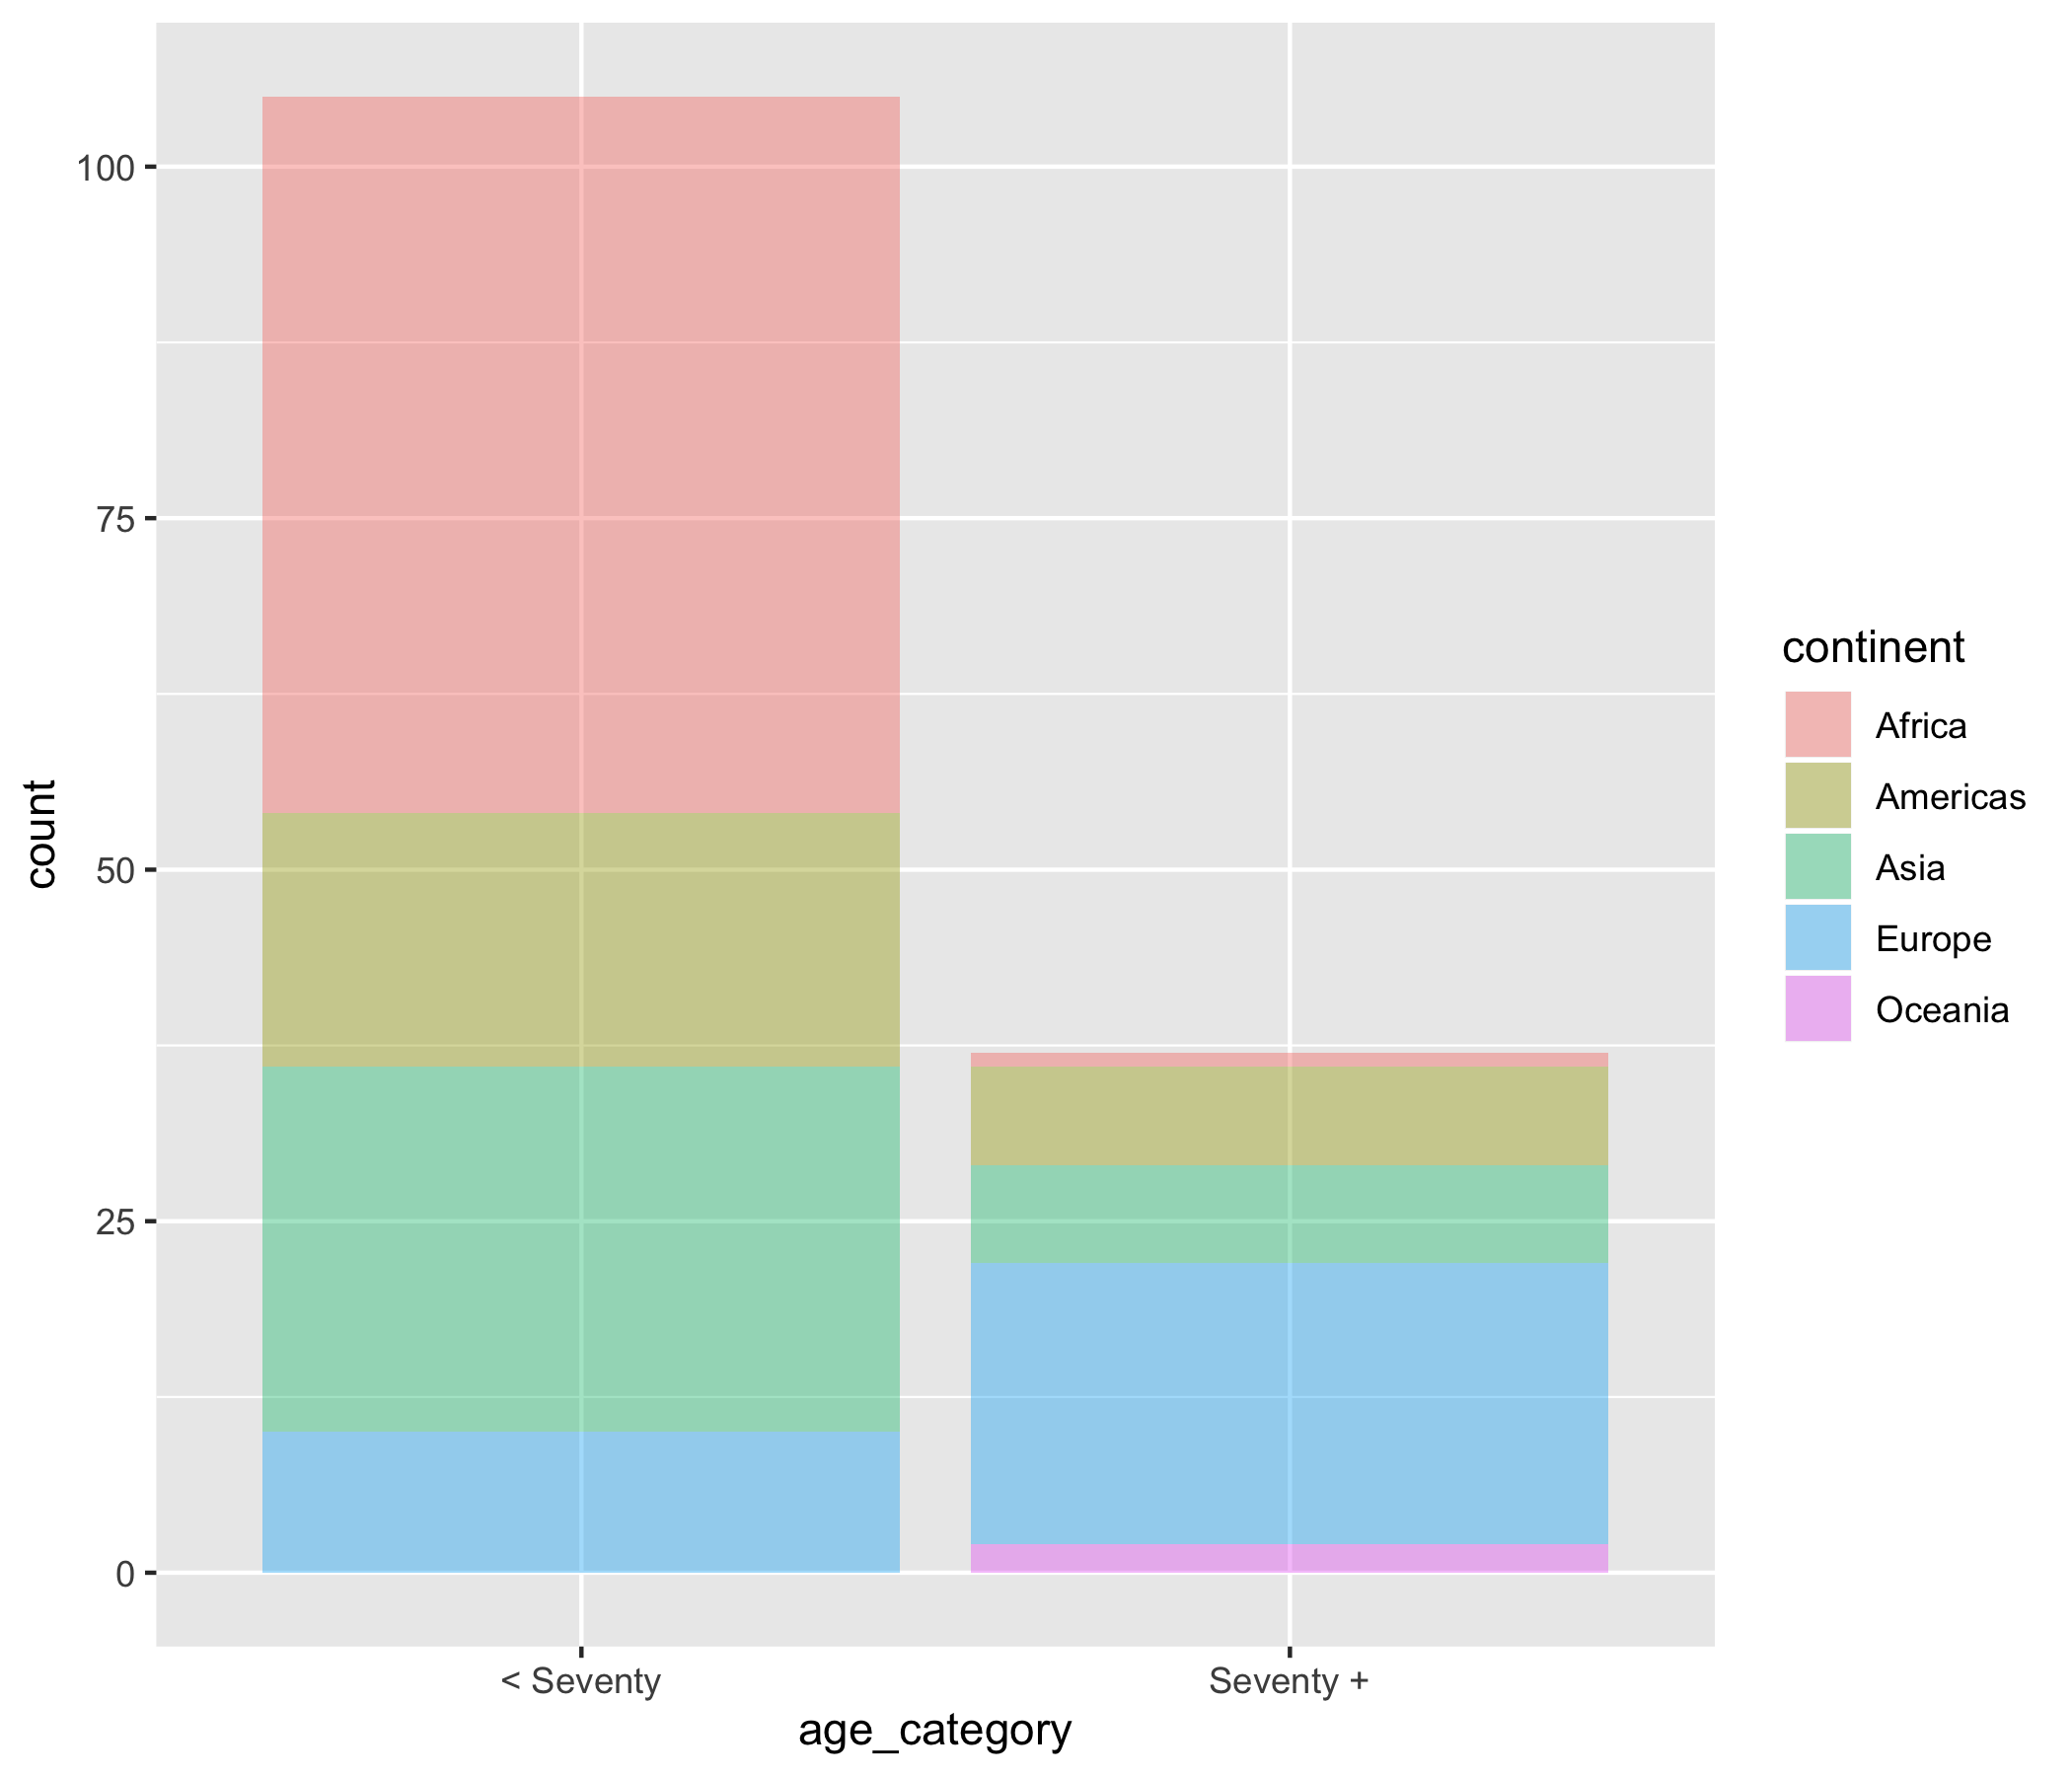 100
75
50
25
0
count
< Seventy
Seventy +
age_category
continent
Africa
Americas
Asia
Europe
Oceania